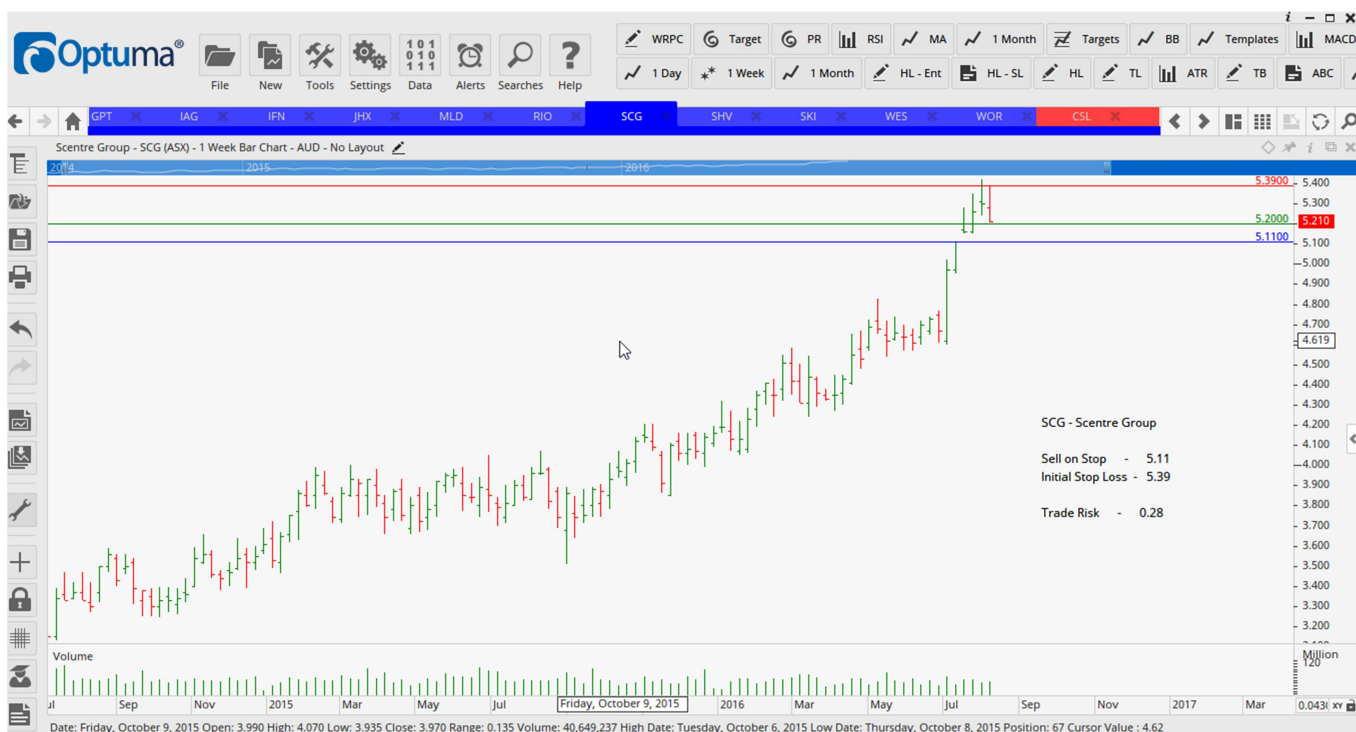 i
Optuma®
101
010
111
File New Tools Settings Data Alerts Searches Help
WRPC Target PR RSI MA 1 Month Targets BB Templates MACD
1 Day 1 Week 1 Month HL - Ent HL - SL HL TL ATR TB ABC
GPT IAG IFN JHX MLD RIO SCG SHV SKI WES WOR CSL
Scentre Group - SCG (ASX) - 1 Week Bar Chart - AUD - No Layout
2015 2016
5.3900
5.400
5.300
5.2000
5.210
5.1100
5.100
5.000
4.900
4.800
4.700
4.619
4.500
4.400
4.300
4.200
4.100
4.000
3.900
3.800
3.700
3.600
3.500
3.400
3.300
3.200
SCG - Scentre Group
Sell on Stop - 5.11
Initial Stop Loss - 5.39
Trade Risk - 0.28
Volume
Million
120
Sep Nov 2015 Mar May Jul Friday, October 9, 2015 2016 Mar May Jul Sep Nov 2017 Mar XY
Date: Friday, October 9, 2015 Open: 3.990 High: 4.070 Low: 3.935 Close: 3.970 Range: 0.135 Volume: 40,649,237 High Date: Tuesday, October 6, 2015 Low Date: Thursday, October 8, 2015 Position: 67 Cursor Value : 4.62